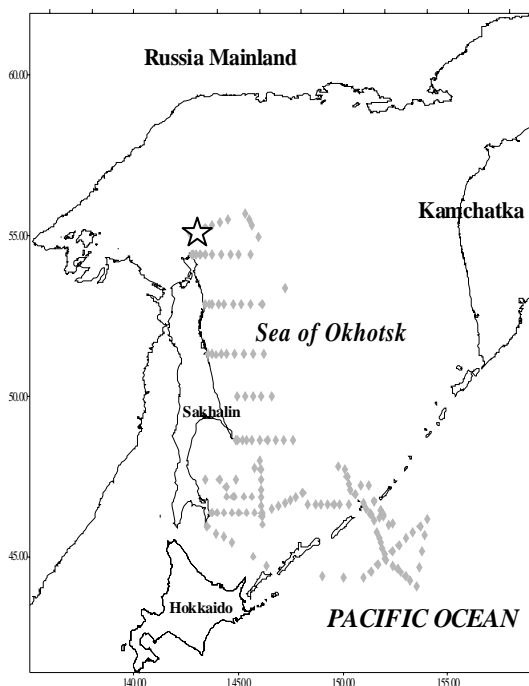 60.00
Russia Mainland
Kamchatka
55.00
Sea of Okhotsk
50.00
Sakhalin
45.00
Hokkaido
PACIFIC OCEAN
140.00
145.00
150.00
155.00